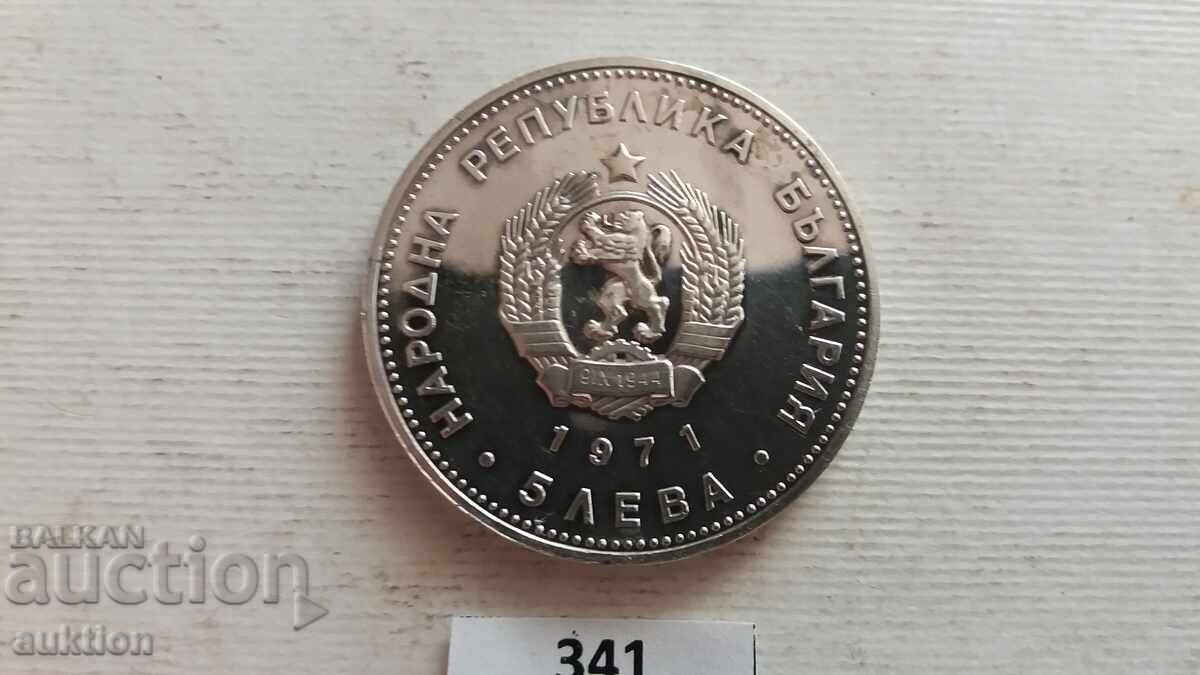 НАРОДНА РЕПУБЛИКА БЪЛГАРИЯ
9.IX.1944
1971
• 5 ЛЕВА •
BALKAN
auction
auktion
341